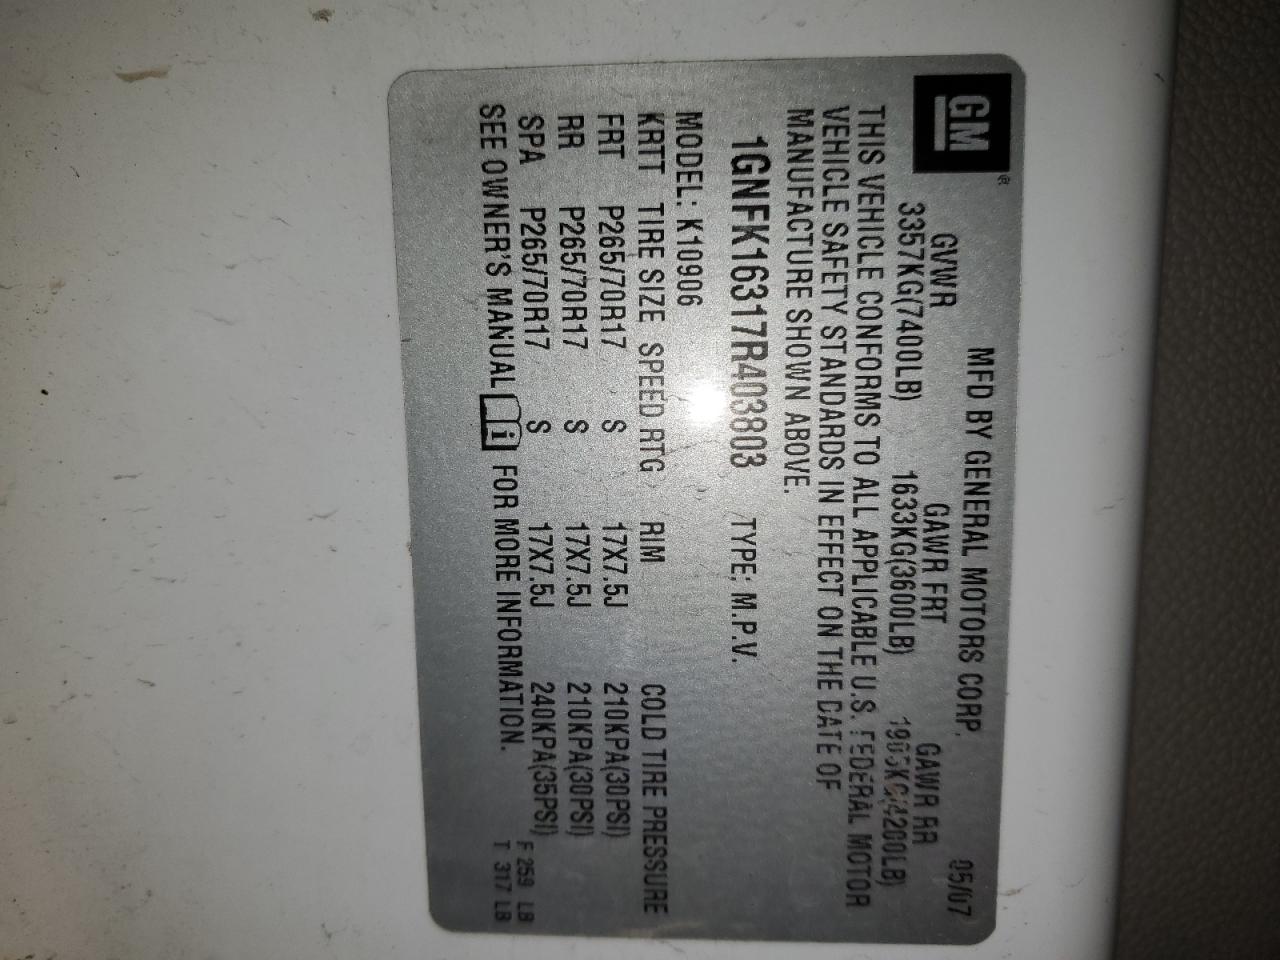 GM®
MFD BY GENERAL MOTORS CORP. 05/07
GVWR GAWR FRT GAWR RR
3357KG(7400LB) 1633KG(3600LB) 1905KG(4200LB)
THIS VEHICLE CONFORMS TO ALL APPLICABLE U.S. FEDERAL MOTOR
VEHICLE SAFETY STANDARDS IN EFFECT ON THE DATE OF
MANUFACTURE SHOWN ABOVE.
1GNFK16317R403803 TYPE: M.P.V.
MODEL: K10906
KRTT TIRE SIZE SPEED RTG RIM COLD TIRE PRESSURE
FRT P265/70R17 S 17X7.5J 210KPA(30PSI)
RR P265/70R17 S 17X7.5J 210KPA(30PSI)
SPA P265/70R17 S 17X7.5J 240KPA(35PSI)
SEE OWNER'S MANUAL i FOR MORE INFORMATION.
F 259 LB
T 317 LB